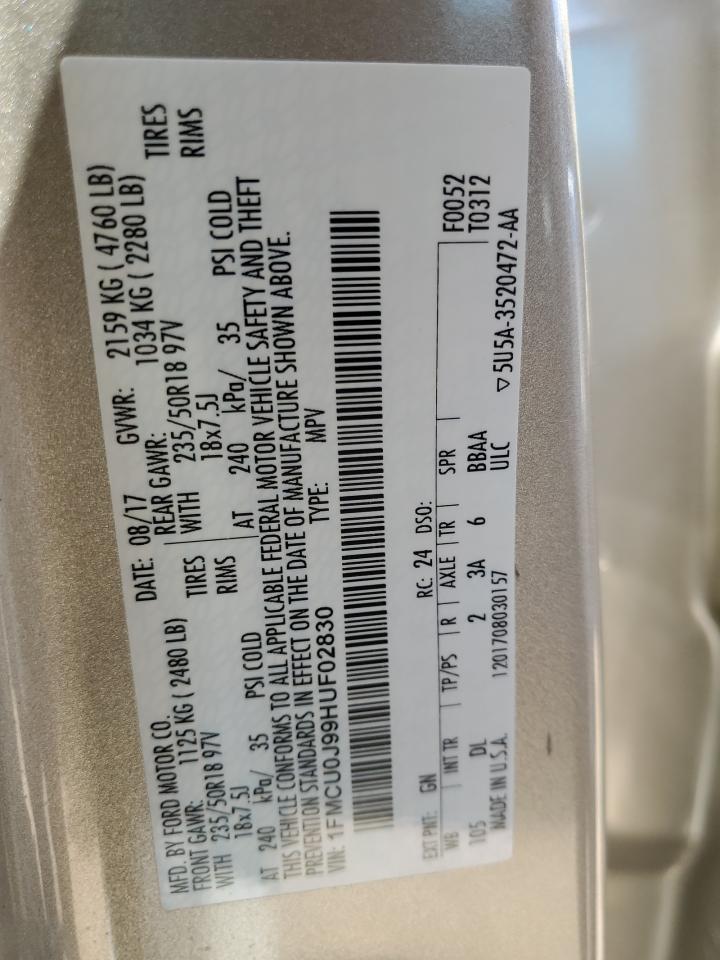 MFD. BY FORD MOTOR CO. DATE: 08/17 GVWR: 2159 KG ( 4760 LB)
FRONT GAWR: 1125 KG ( 2480 LB) REAR GAWR: 1034 KG ( 2280 LB)
WITH 235/50R18 97V TIRES WITH 235/50R18 97V TIRES
18x7.5J RIMS 18x7.5J RIMS
AT 240 kPa/ 35 PSI COLD AT 240 kPa/ 35 PSI COLD
THIS VEHICLE CONFORMS TO ALL APPLICABLE FEDERAL MOTOR VEHICLE SAFETY AND THEFT
PREVENTION STANDARDS IN EFFECT ON THE DATE OF MANUFACTURE SHOWN ABOVE.
VIN: 1FMCU0J99HUF02830 TYPE: MPV
EXT PNT: GN RC: 24 DSO: F0052
WB INT TR TP/PS R AXLE TR SPR T0312
105 DL 2 3A 6 BBAA
MADE IN U.S.A. 1201708030157 ULC ▽5U5A-3520472-AA